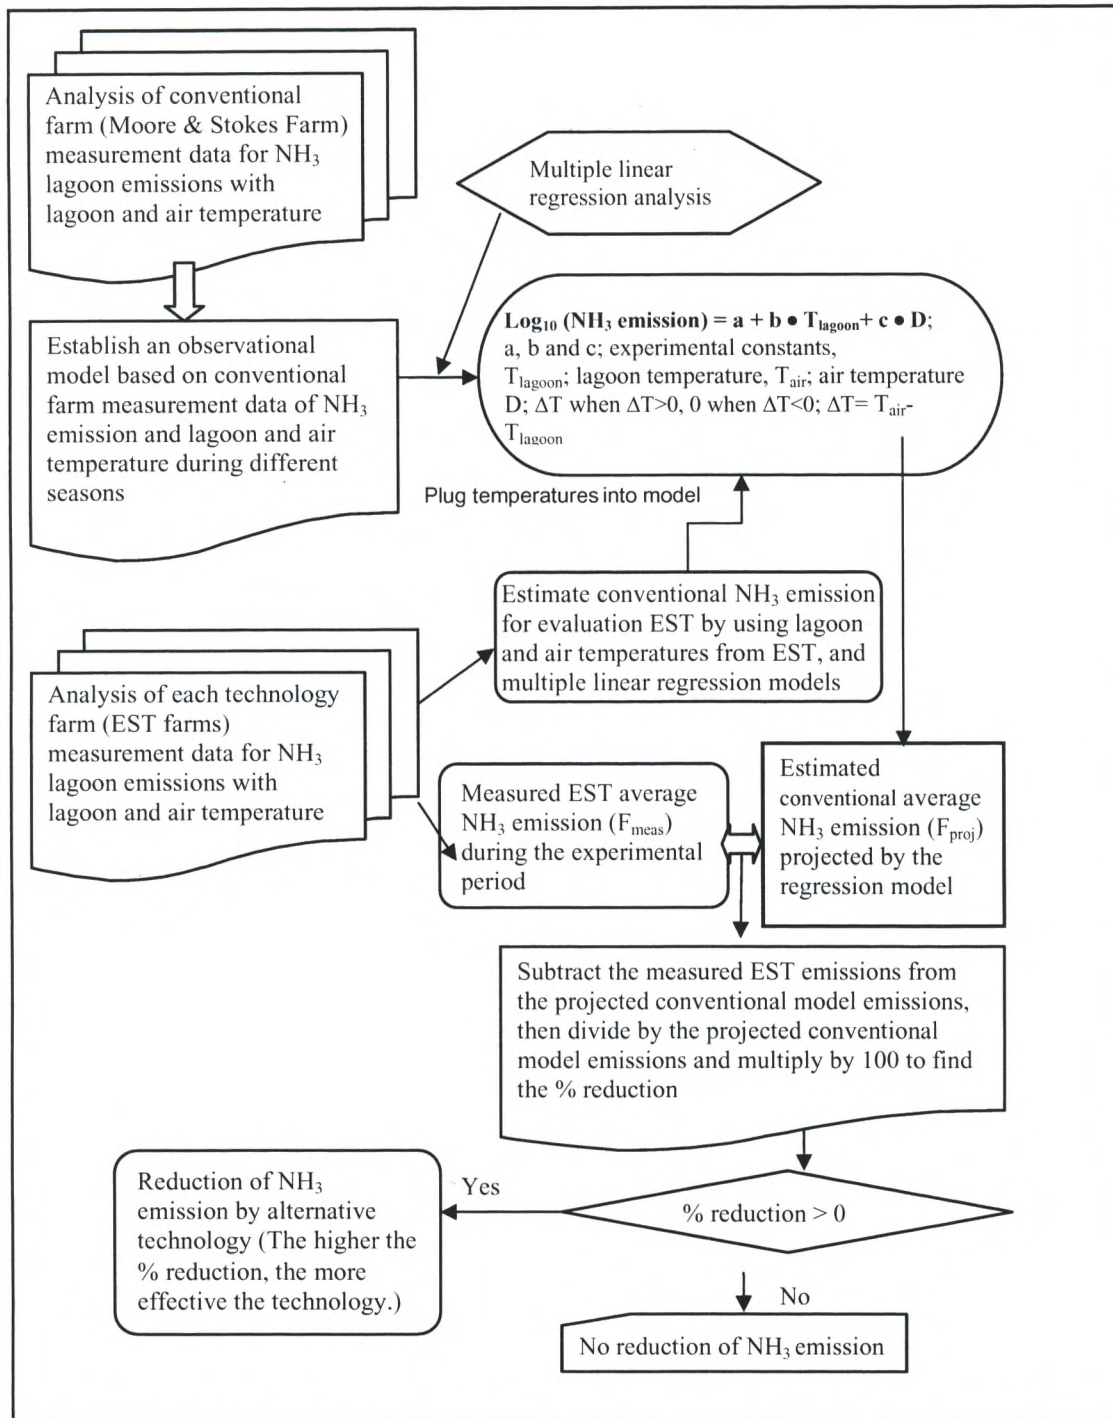 Analysis of conventional
farm (Moore & Stokes Farm)
measurement data for NH₃
lagoon emissions with
lagoon and air temperature
Multiple linear
regression analysis
Establish an observational
model based on conventional
farm measurement data of NH₃
emission and lagoon and air
temperature during different
seasons
Log₁₀ (NH₃ emission) = a + b • Tlagoon+ c • D;
a, b and c; experimental constants,
Tlagoon; lagoon temperature, Tair; air temperature
D; ΔT when ΔT>0, 0 when ΔT<0; ΔT= Tair-
Tlagoon
Plug temperatures into model
Estimate conventional NH₃ emission
for evaluation EST by using lagoon
and air temperatures from EST, and
multiple linear regression models
Analysis of each technology
farm (EST farms)
measurement data for NH₃
lagoon emissions with
lagoon and air temperature
Measured EST average
NH₃ emission (Fmeas)
during the experimental
period
Estimated
conventional average
NH₃ emission (Fproj)
projected by the
regression model
Subtract the measured EST emissions from
the projected conventional model emissions,
then divide by the projected conventional
model emissions and multiply by 100 to find
the % reduction
% reduction > 0
Yes
Reduction of NH₃
emission by alternative
technology (The higher the
% reduction, the more
effective the technology.)
No
No reduction of NH₃ emission